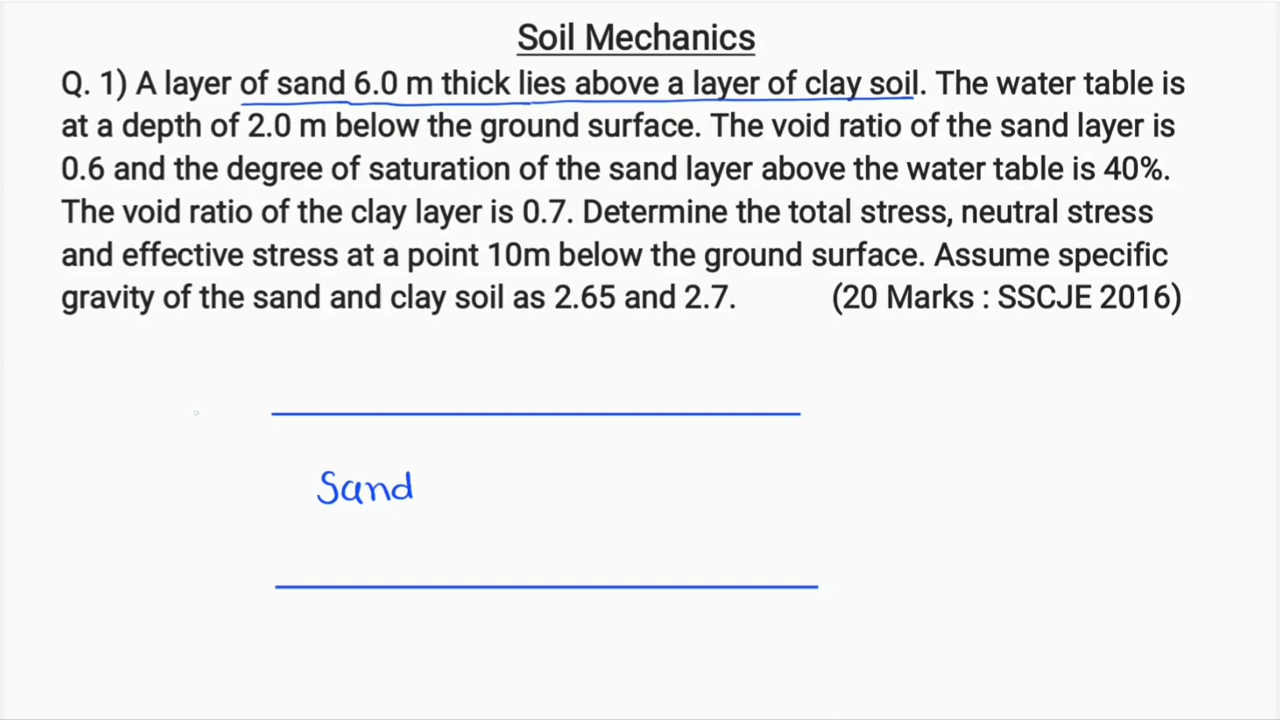 Soil Mechanics
Q. 1) A layer of sand 6.0 m thick lies above a layer of clay soil. The water table is
at a depth of 2.0 m below the ground surface. The void ratio of the sand layer is
0.6 and the degree of saturation of the sand layer above the water table is 40%.
The void ratio of the clay layer is 0.7. Determine the total stress, neutral stress
and effective stress at a point 10m below the ground surface. Assume specific
gravity of the sand and clay soil as 2.65 and 2.7. (20 Marks : SSCJE 2016)
Sand